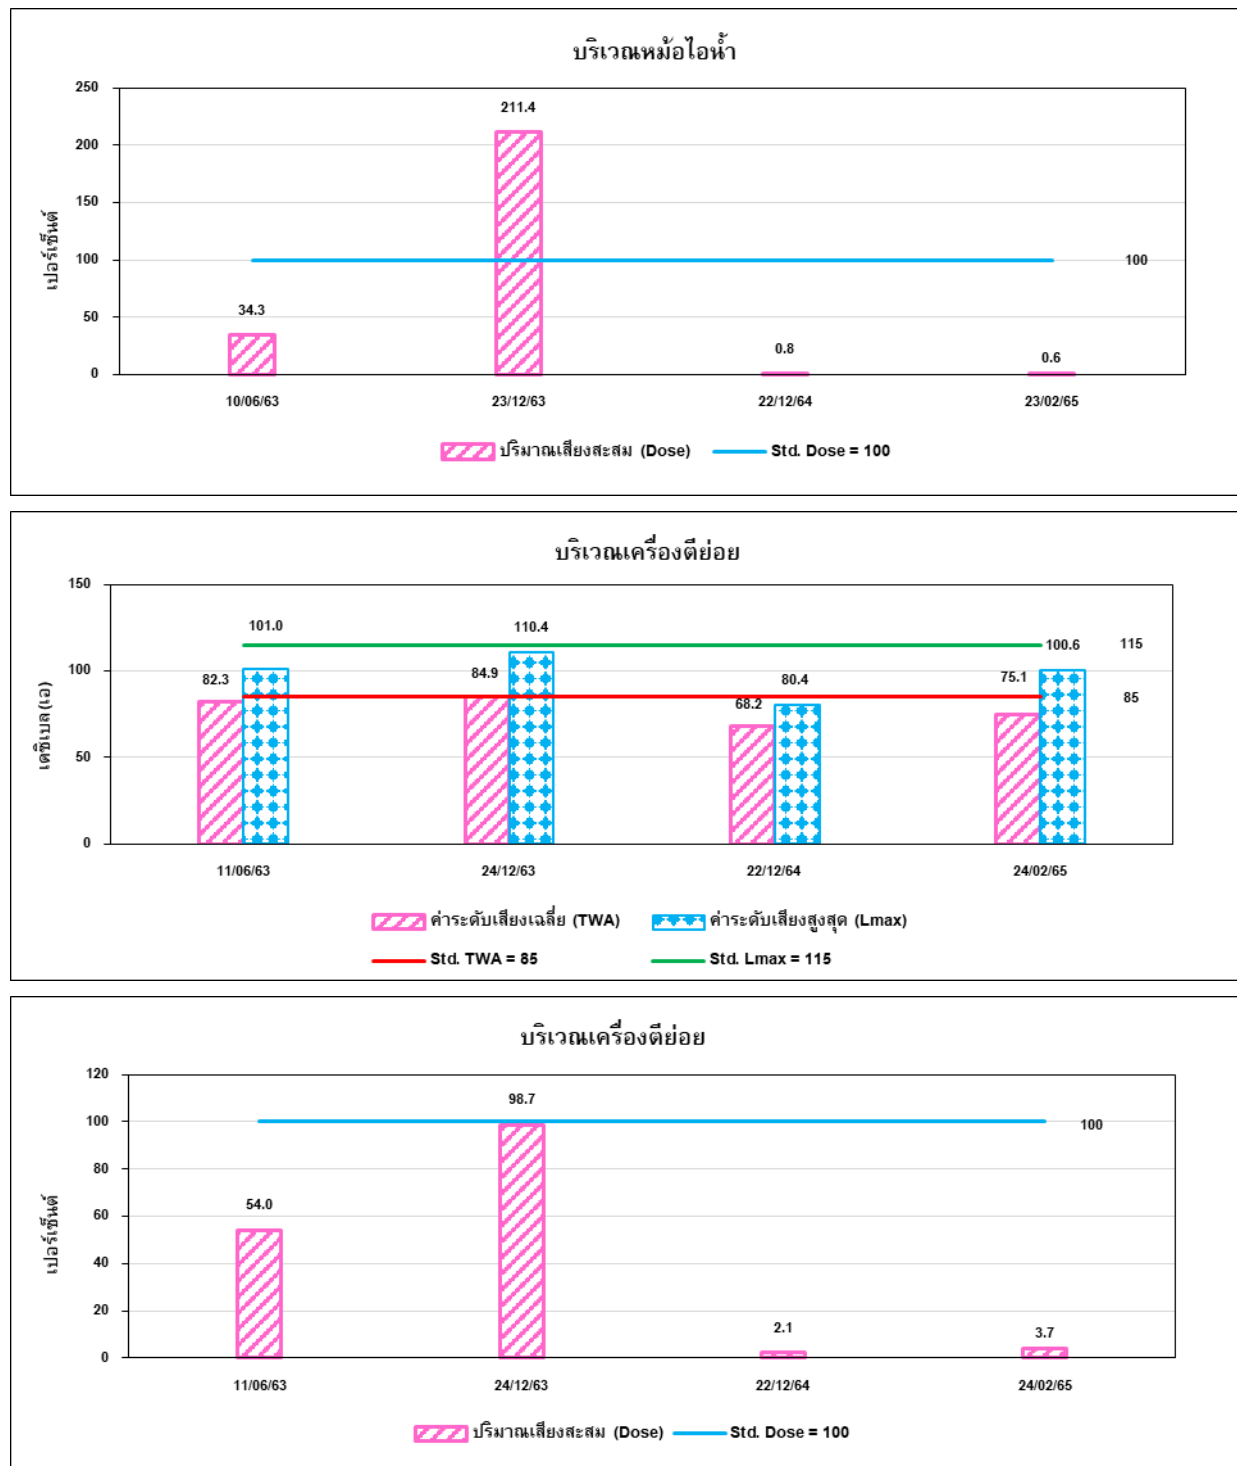 บริเวณหม้อไอน้ำ
250
200
150
100
50
0
เปอร์เซ็นต์
34.3
211.4
0.8
0.6
100
10/06/63 23/12/63 22/12/64 23/02/65
ปริมาณเสียงสะสม (Dose) Std. Dose = 100
บริเวณเครื่องตีย่อย
150
100
50
0
เดซิเบล(เอ)
82.3 101.0 84.9 110.4 68.2 80.4 75.1 100.6
115
85
11/06/63 24/12/63 22/12/64 24/02/65
ค่าระดับเสียงเฉลี่ย (TWA) ค่าระดับเสียงสูงสุด (Lmax)
Std. TWA = 85 Std. Lmax = 115
บริเวณเครื่องตีย่อย
120
100
80
60
40
20
0
เปอร์เซ็นต์
54.0
98.7
2.1
3.7
100
11/06/63 24/12/63 22/12/64 24/02/65
ปริมาณเสียงสะสม (Dose) Std. Dose = 100